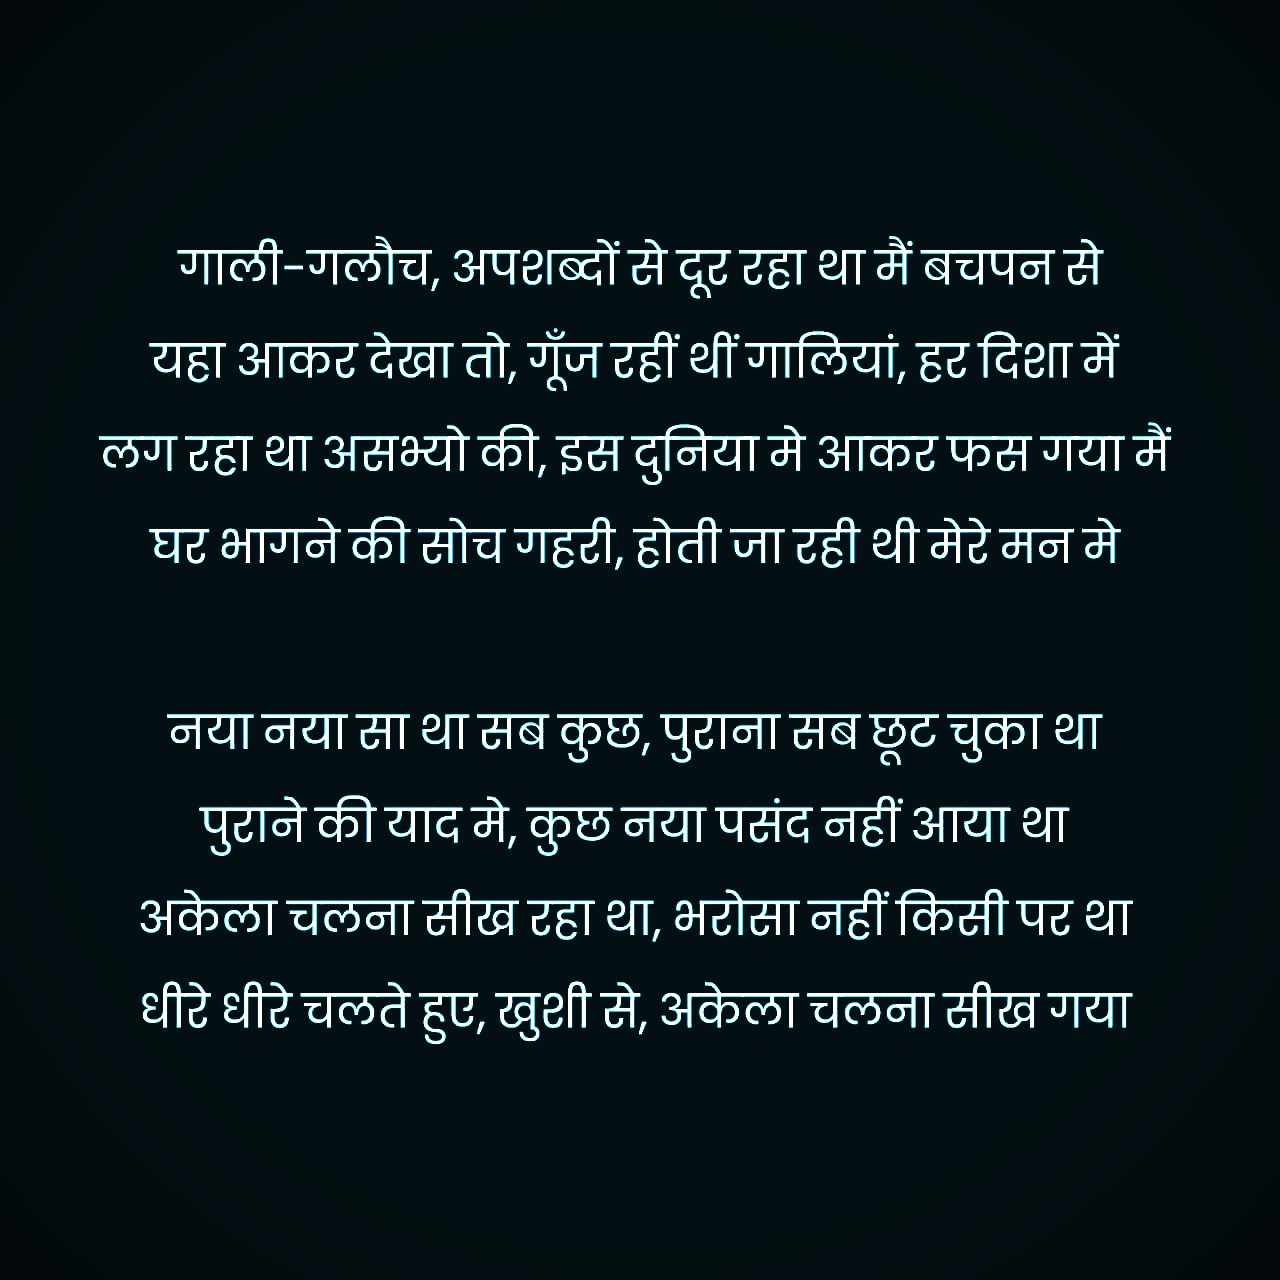 गाली-गलौच, अपशब्दों से दूर रहा था मैं बचपन से
यहा आकर देखा तो, गूँज रहीं थीं गालियां, हर दिशा में
लग रहा था असभ्यो की, इस दुनिया मे आकर फस गया मैं
घर भागने की सोच गहरी, होती जा रही थी मेरे मन मे
नया नया सा था सब कुछ, पुराना सब छूट चुका था
पुराने की याद मे, कुछ नया पसंद नहीं आया था
अकेला चलना सीख रहा था, भरोसा नहीं किसी पर था
धीरे धीरे चलते हुए, खुशी से, अकेला चलना सीख गया